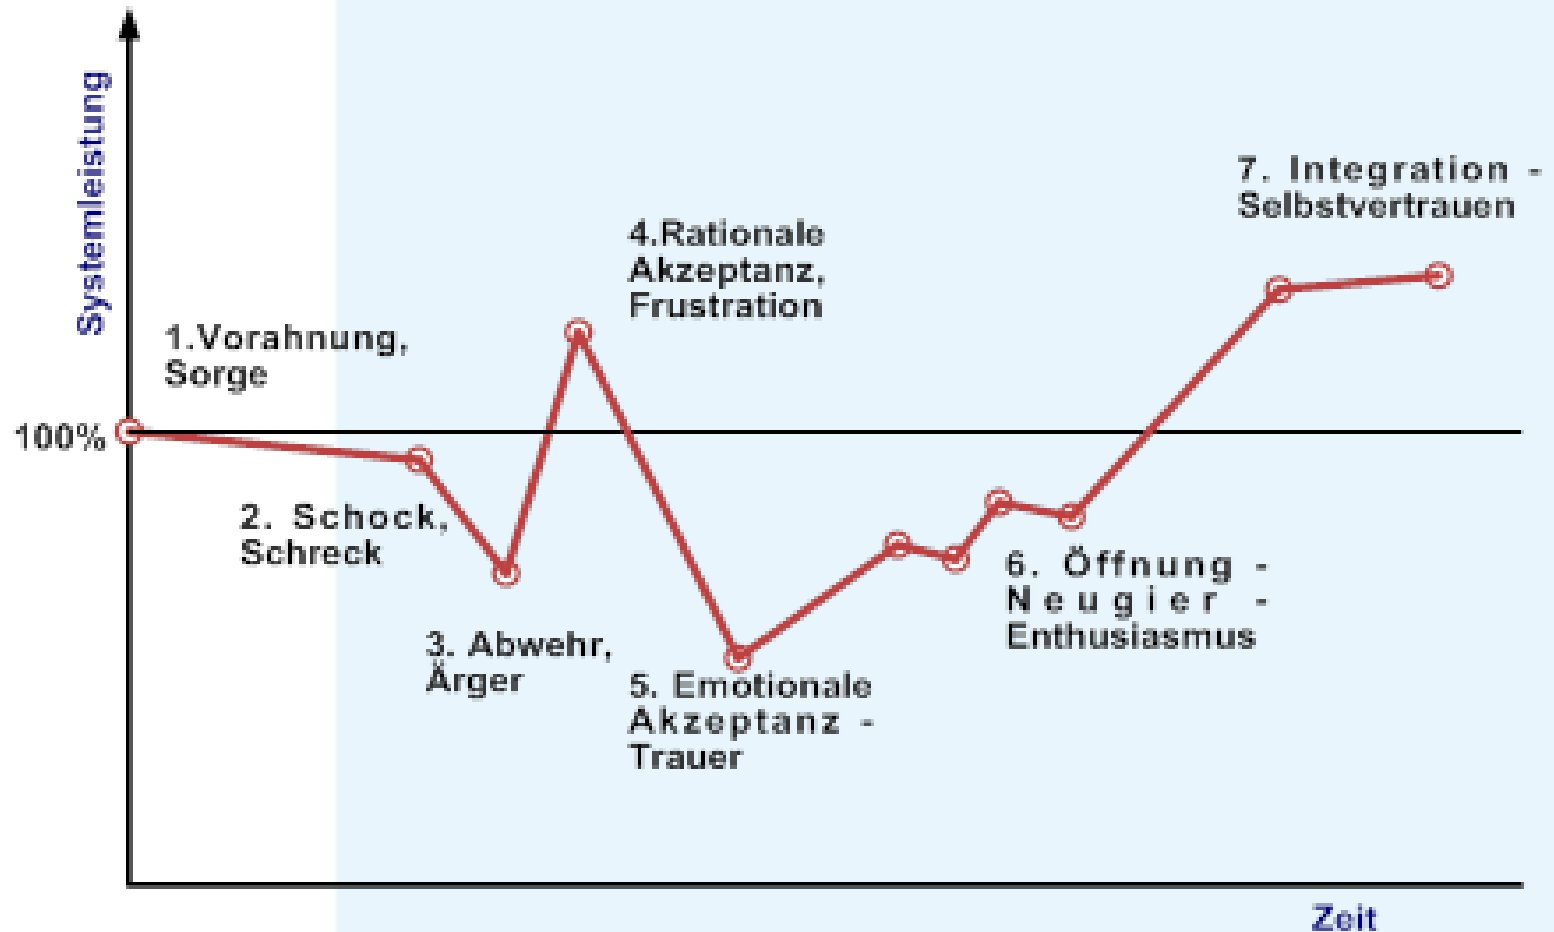 Systemleistung
7. Integration -
Selbstvertrauen
4.Rationale
Akzeptanz,
Frustration
1.Vorahnung,
Sorge
100%
2. Schock,
Schreck
3. Abwehr,
Ärger
5. Emotionale
Akzeptanz -
Trauer
6. Öffnung -
Neugier -
Enthusiasmus
Zeit